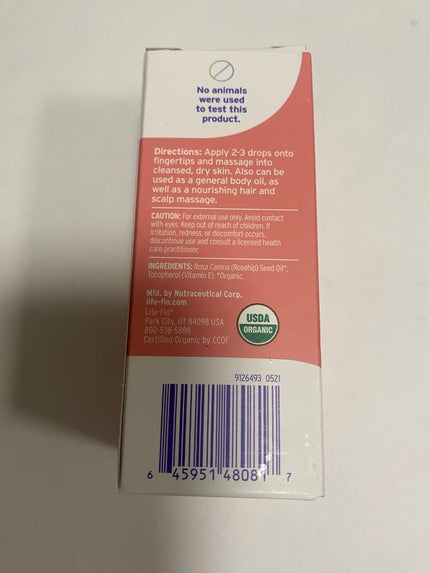 No animals
were used
to test this
product.
Directions: Apply 2-3 drops onto
fingertips and massage into
cleansed, dry skin. Also can be
used as a general body oil, as
well as a nourishing hair and
scalp massage.
CAUTION: For external use only. Avoid contact
with eyes. Keep out of reach of children. If
irritation, redness, or discomfort occurs,
discontinue use and consult a licensed health
care practitioner.
INGREDIENTS: Rosa Canina (Rosehip) Seed Oil*,
Tocopherol (Vitamin E). *Organic.
Mfd. by Nutraceutical Corp.
life-flo.com
Life-Flo®
Park City, UT 84098 USA
800-538-5888
Certified Organic by CCOF
USDA
ORGANIC
9126493 0521
6 45951 48081 7